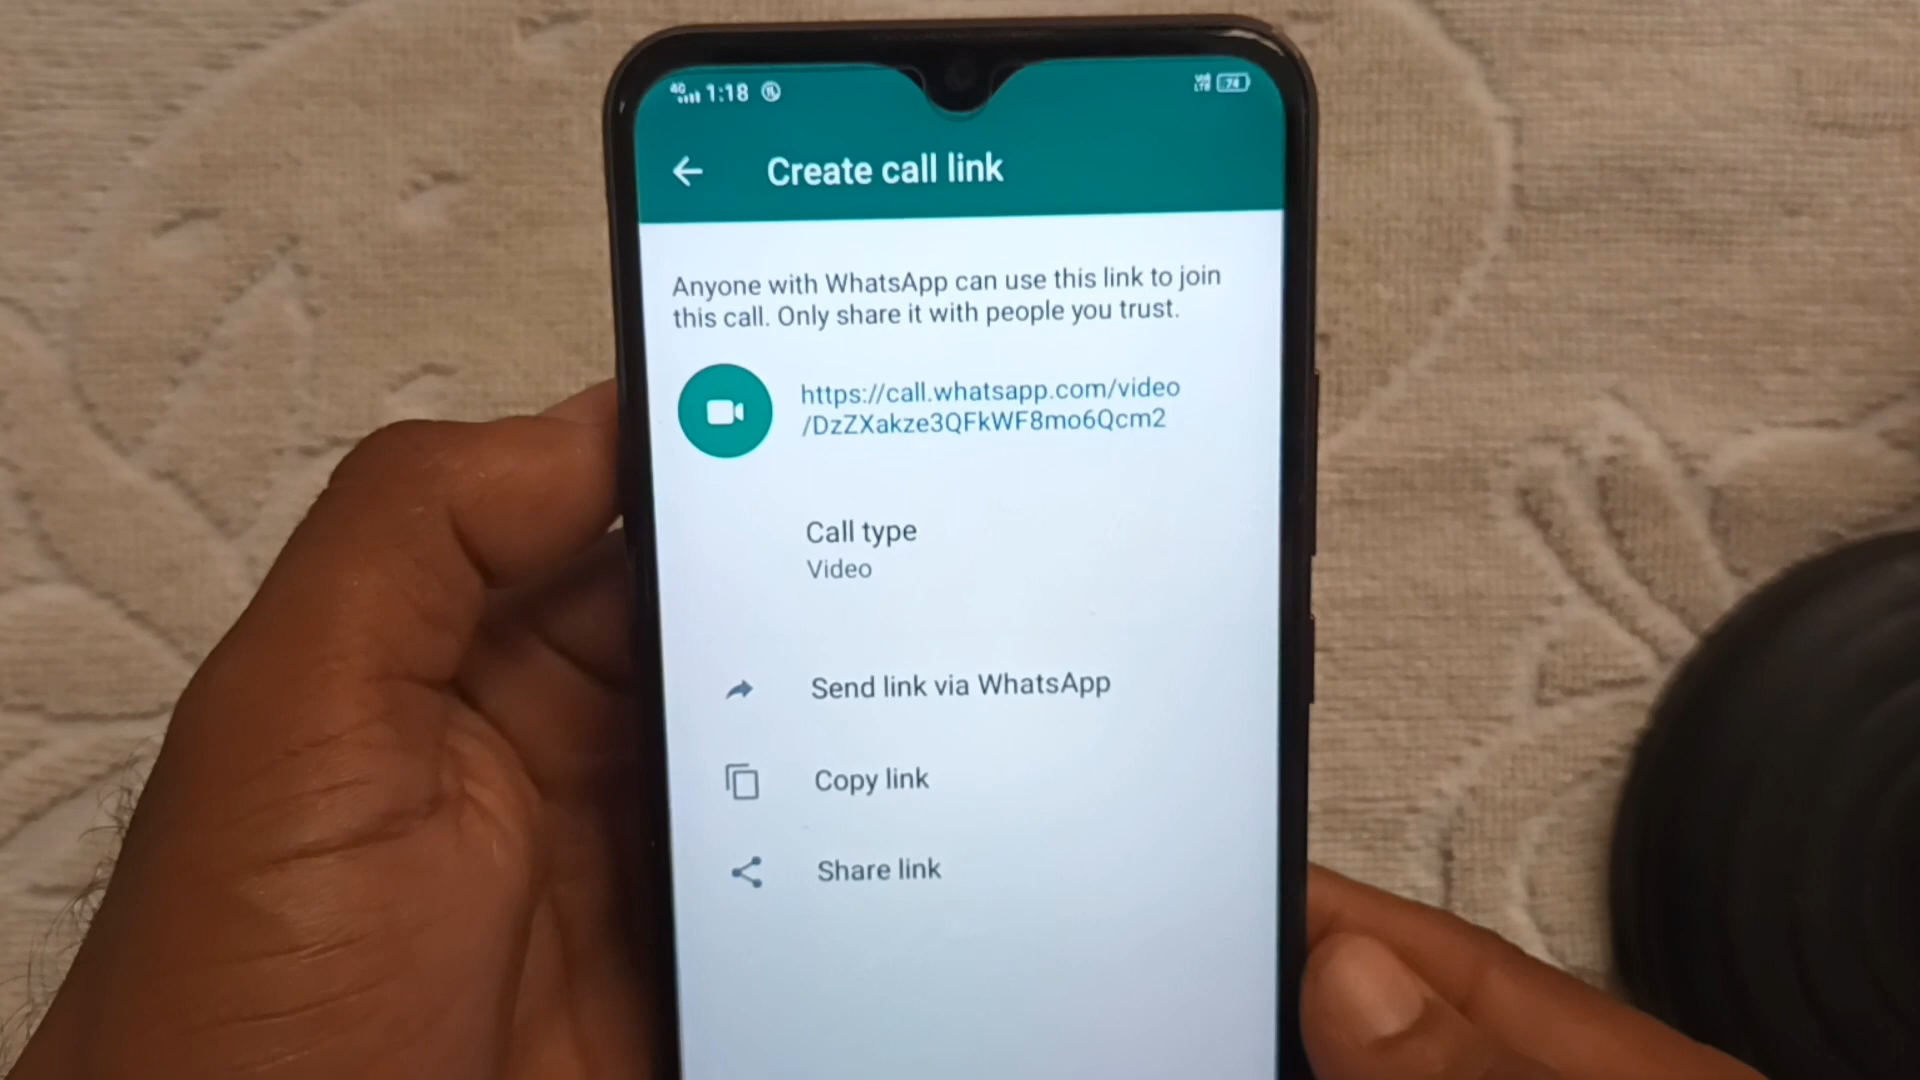 4G 1:18 74
Create call link
Anyone with WhatsApp can use this link to join
this call. Only share it with people you trust.
https://call.whatsapp.com/video
/DzZXakze3QFkWF8mo6Qcm2
Call type
Video
Send link via WhatsApp
Copy link
Share link